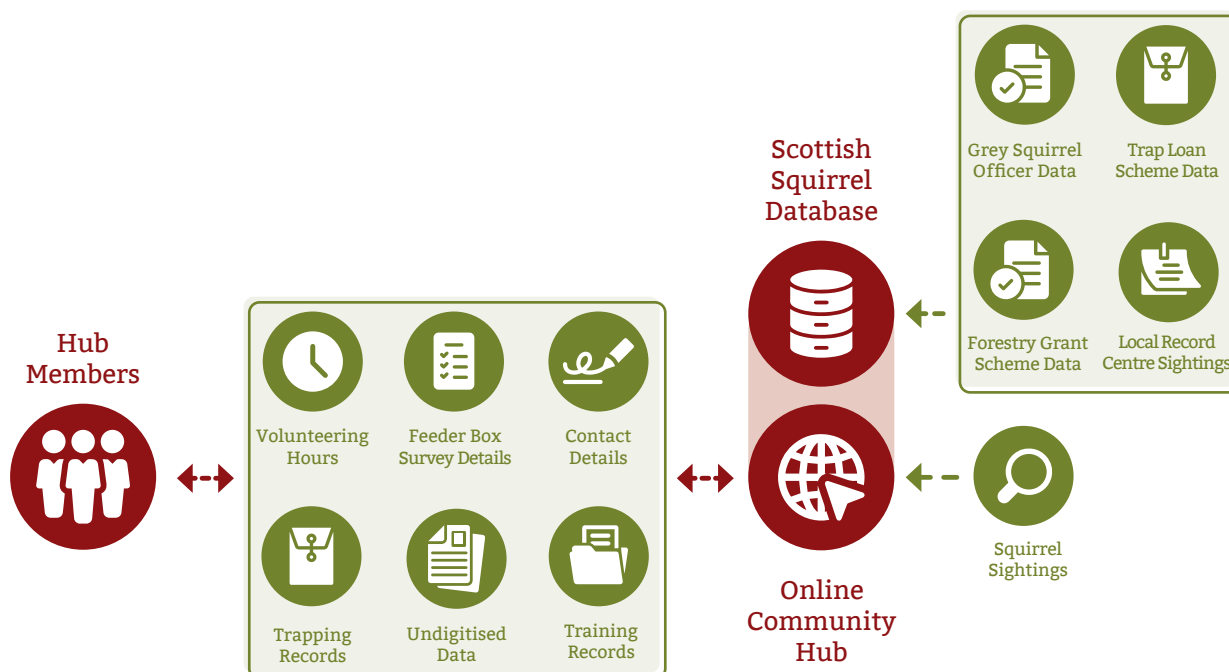 Hub
Members
Volunteering
Hours
Feeder Box
Survey Details
Contact
Details
Trapping
Records
Undigitised
Data
Training
Records
Scottish
Squirrel
Database
Online
Community
Hub
Grey Squirrel
Officer Data
Trap Loan
Scheme Data
Forestry Grant
Scheme Data
Local Record
Centre Sightings
Squirrel
Sightings